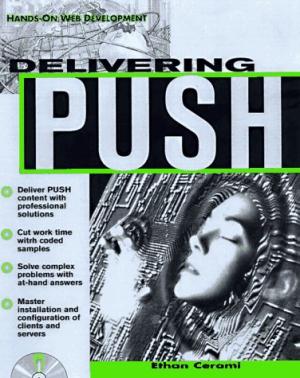 HANDS-ON WEB DEVELOPMENT
DELIVERING
PUSH
Deliver PUSH
content with
professional
solutions
Cut work time
witrh coded
samples
Solve complex
problems with
at-hand answers
Master
installation and
configuration of
clients and
servers
Ethan Cerami